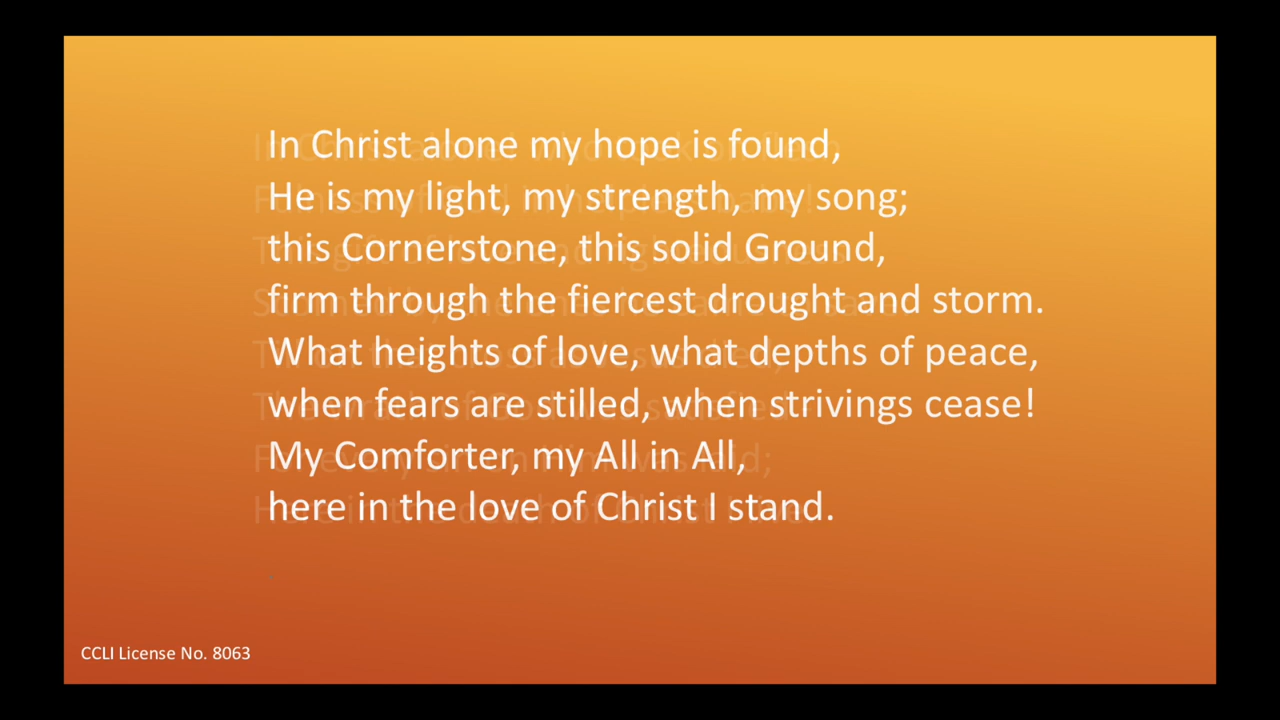 In Christ alone my hope is found,
He is my light, my strength, my song;
this Cornerstone, this solid Ground,
firm through the fiercest drought and storm.
What heights of love, what depths of peace,
when fears are stilled, when strivings cease!
My Comforter, my All in All,
here in the love of Christ I stand.
CCLI License No. 8063